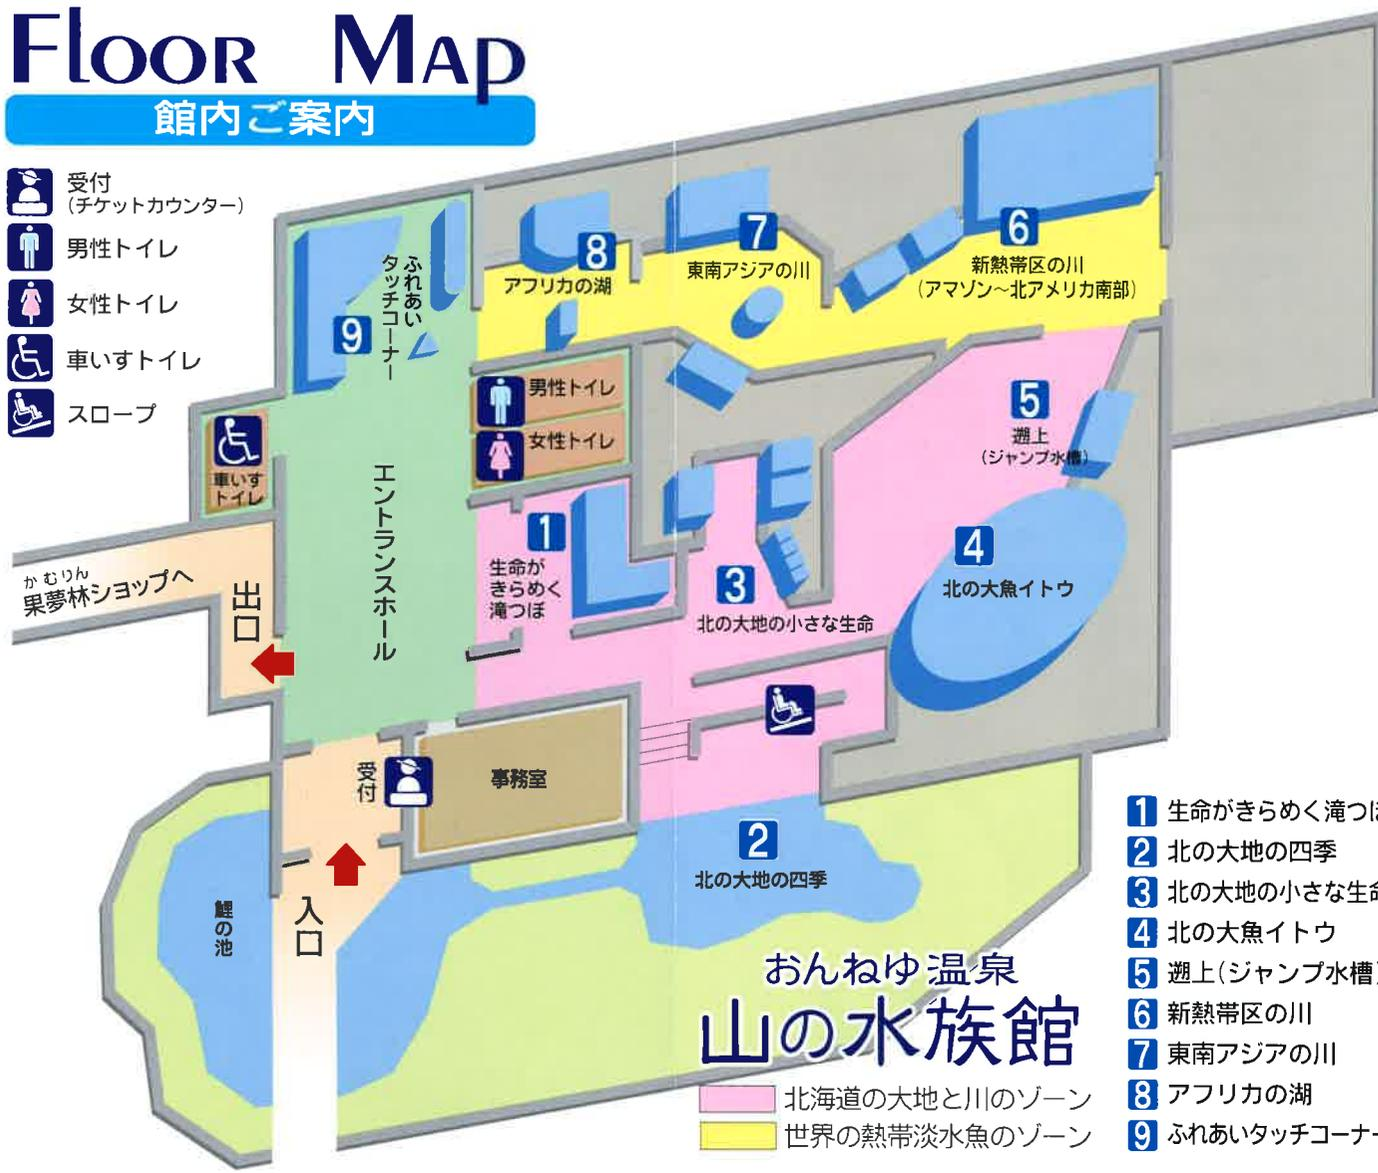 Floor Map
館内ご案内
受付
（チケットカウンター）
男性トイレ
女性トイレ
車いすトイレ
スロープ
9
ふれあい
タッチコーナー
8
アフリカの湖
7
東南アジアの川
6
新熱帯区の川
（アマゾン〜北アメリカ南部）
男性トイレ
女性トイレ
5
遡上
（ジャンプ水槽）
車いす
トイレ
エントランスホール
1
生命が
きらめく
滝つぼ
3
北の大地の小さな生命
4
北の大魚イトウ
かむりん
果夢林ショップへ
出口
受付
事務室
2
北の大地の四季
鯉の池
入口
おんねゆ温泉
山の水族館
北海道の大地と川のゾーン
世界の熱帯淡水魚のゾーン
1 生命がきらめく滝つぼ
2 北の大地の四季
3 北の大地の小さな生命
4 北の大魚イトウ
5 遡上（ジャンプ水槽）
6 新熱帯区の川
7 東南アジアの川
8 アフリカの湖
9 ふれあいタッチコーナー